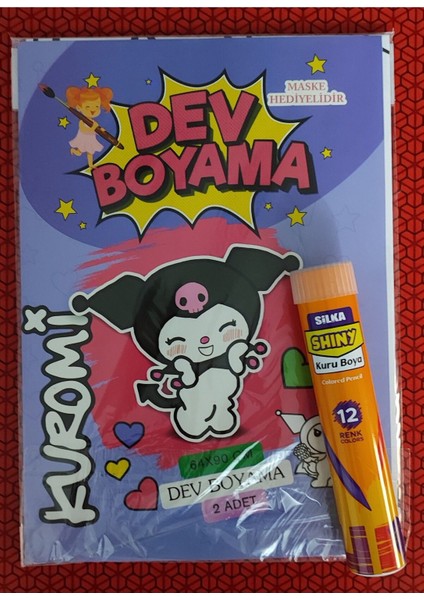 MASKE
HEDİYELİDİR
DEV
BOYAMA
KUROMi
SiLKA
SHINY
Kuru Boya
Colored Pencil
12
RENK
COLORS
64X90 CM
DEV BOYAMA
2 ADET